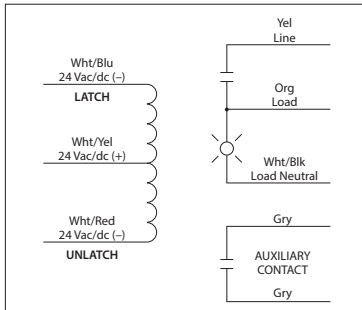 Wht/Blu
24 Vac/dc (–)
LATCH
Wht/Yel
24 Vac/dc (+)
Wht/Red
24 Vac/dc (–)
UNLATCH
Yel
Line
Org
Load
Wht/Blk
Load Neutral
Gry
AUXILIARY
CONTACT
Gry